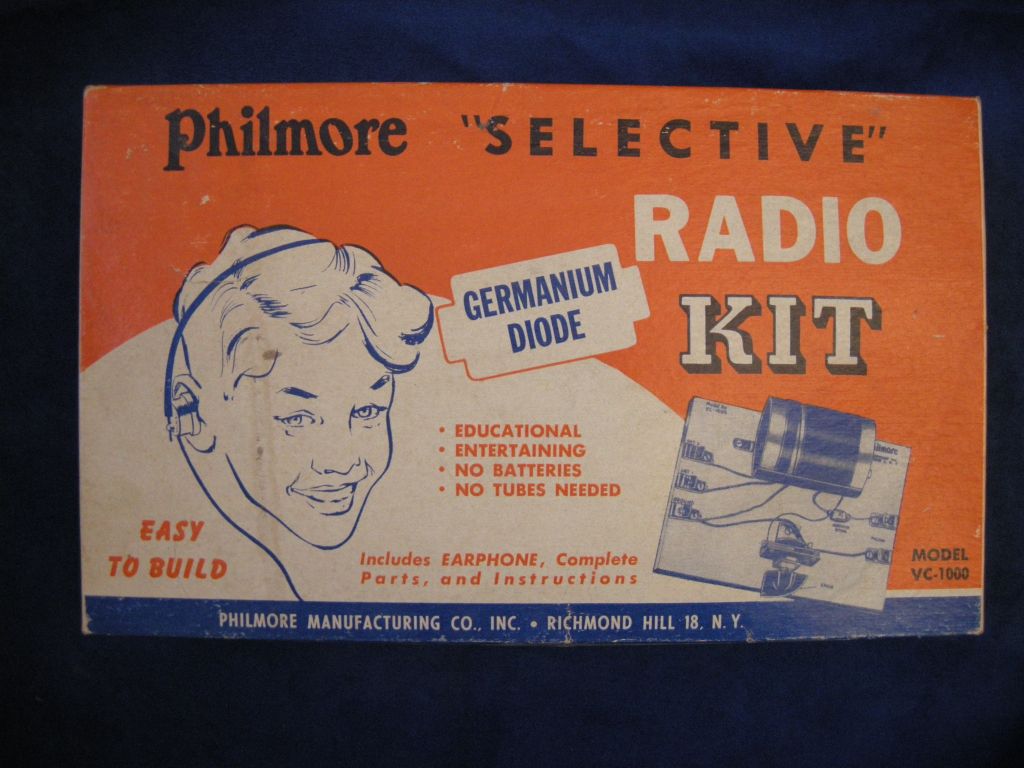 Philmore "SELECTIVE"
RADIO
KIT
GERMANIUM
DIODE
• EDUCATIONAL
• ENTERTAINING
• NO BATTERIES
• NO TUBES NEEDED
EASY
TO BUILD
Includes EARPHONE, Complete
Parts, and Instructions
Philmore
MODEL
VC-1000
PHILMORE MANUFACTURING CO., INC. • RICHMOND HILL 18, N. Y.